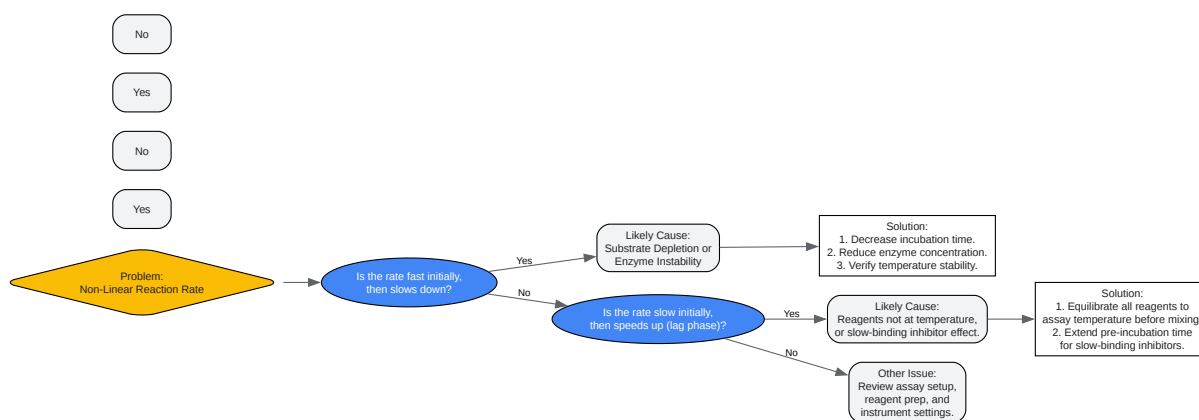 No
Yes
No
Yes
Problem:
Non-Linear Reaction Rate
Is the rate fast initially,
then slows down?
Yes
Likely Cause:
Substrate Depletion or
Enzyme Instability
Solution:
1. Decrease incubation time.
2. Reduce enzyme concentration.
3. Verify temperature stability.
No
Is the rate slow initially,
then speeds up (lag phase)?
Yes
Likely Cause:
Reagents not at temperature,
or slow-binding inhibitor effect.
Solution:
1. Equilibrate all reagents to
assay temperature before mixing
2. Extend pre-incubation time
for slow-binding inhibitors.
No
Other Issue:
Review assay setup,
reagent prep, and
instrument settings.